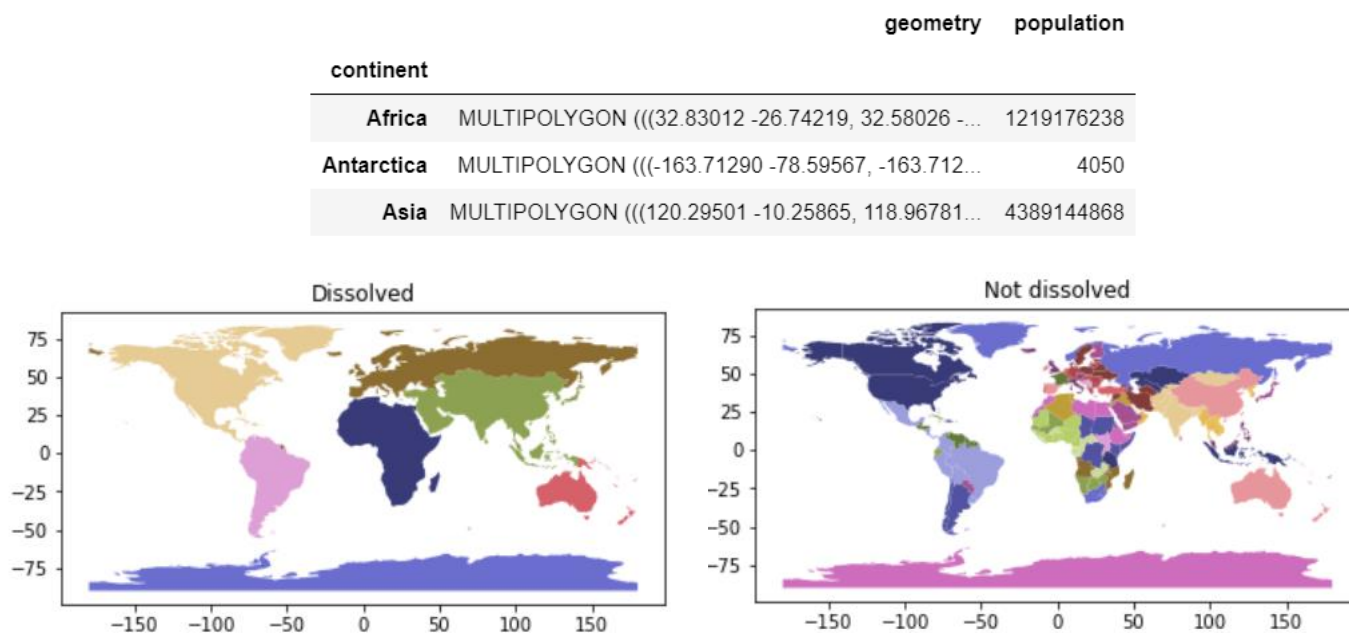 geometry population
continent
Africa MULTIPOLYGON (((32.83012 -26.74219, 32.58026 -... 1219176238
Antarctica MULTIPOLYGON (((-163.71290 -78.59567, -163.712... 4050
Asia MULTIPOLYGON (((120.29501 -10.25865, 118.96781... 4389144868
Dissolved
75
50
25
0
−25
−50
−75
−150 −100 −50 0 50 100 150
Not dissolved
75
50
25
0
−25
−50
−75
−150 −100 −50 0 50 100 150